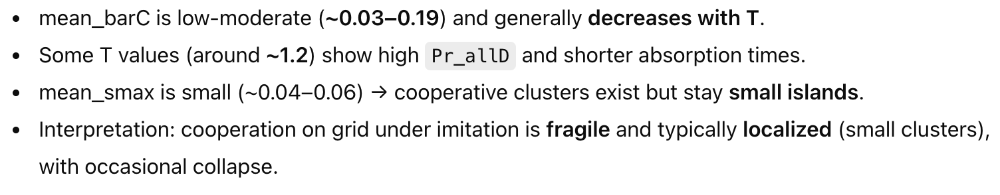 • mean_barC is low-moderate (~0.03–0.19) and generally decreases with T.
• Some T values (around ~1.2) show high Pr_allD and shorter absorption times.
• mean_smax is small (~0.04–0.06) → cooperative clusters exist but stay small islands.
• Interpretation: cooperation on grid under imitation is fragile and typically localized (small clusters),
with occasional collapse.